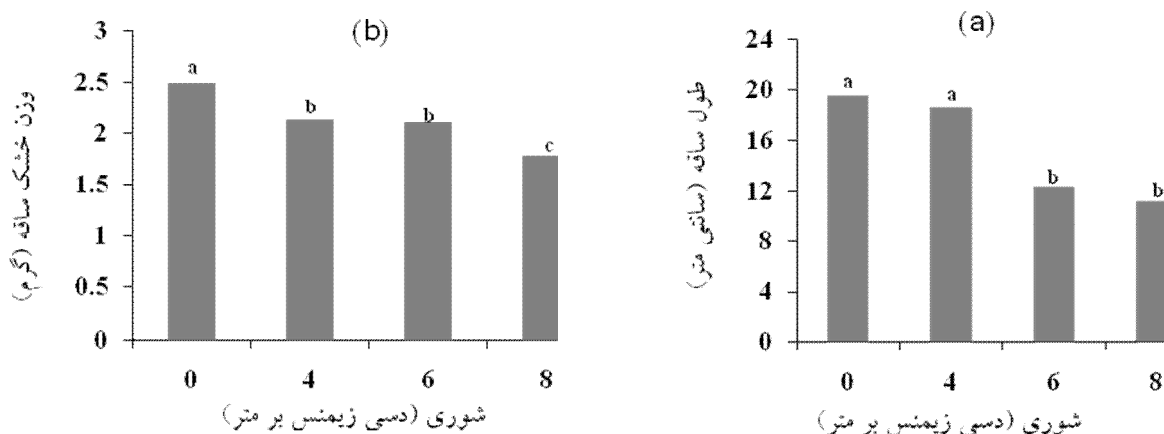 (b)
3
2.5
2
1.5
1
0.5
0
a
b
b
c
0 4 6 8
وزن خشک ساقه (گرم)
شوری (دسی زیمنس بر متر)
(a)
24
20
16
12
8
4
0
a
a
b
b
0 4 6 8
طول ساقه (سانتی متر)
شوری (دسی زیمنس بر متر)